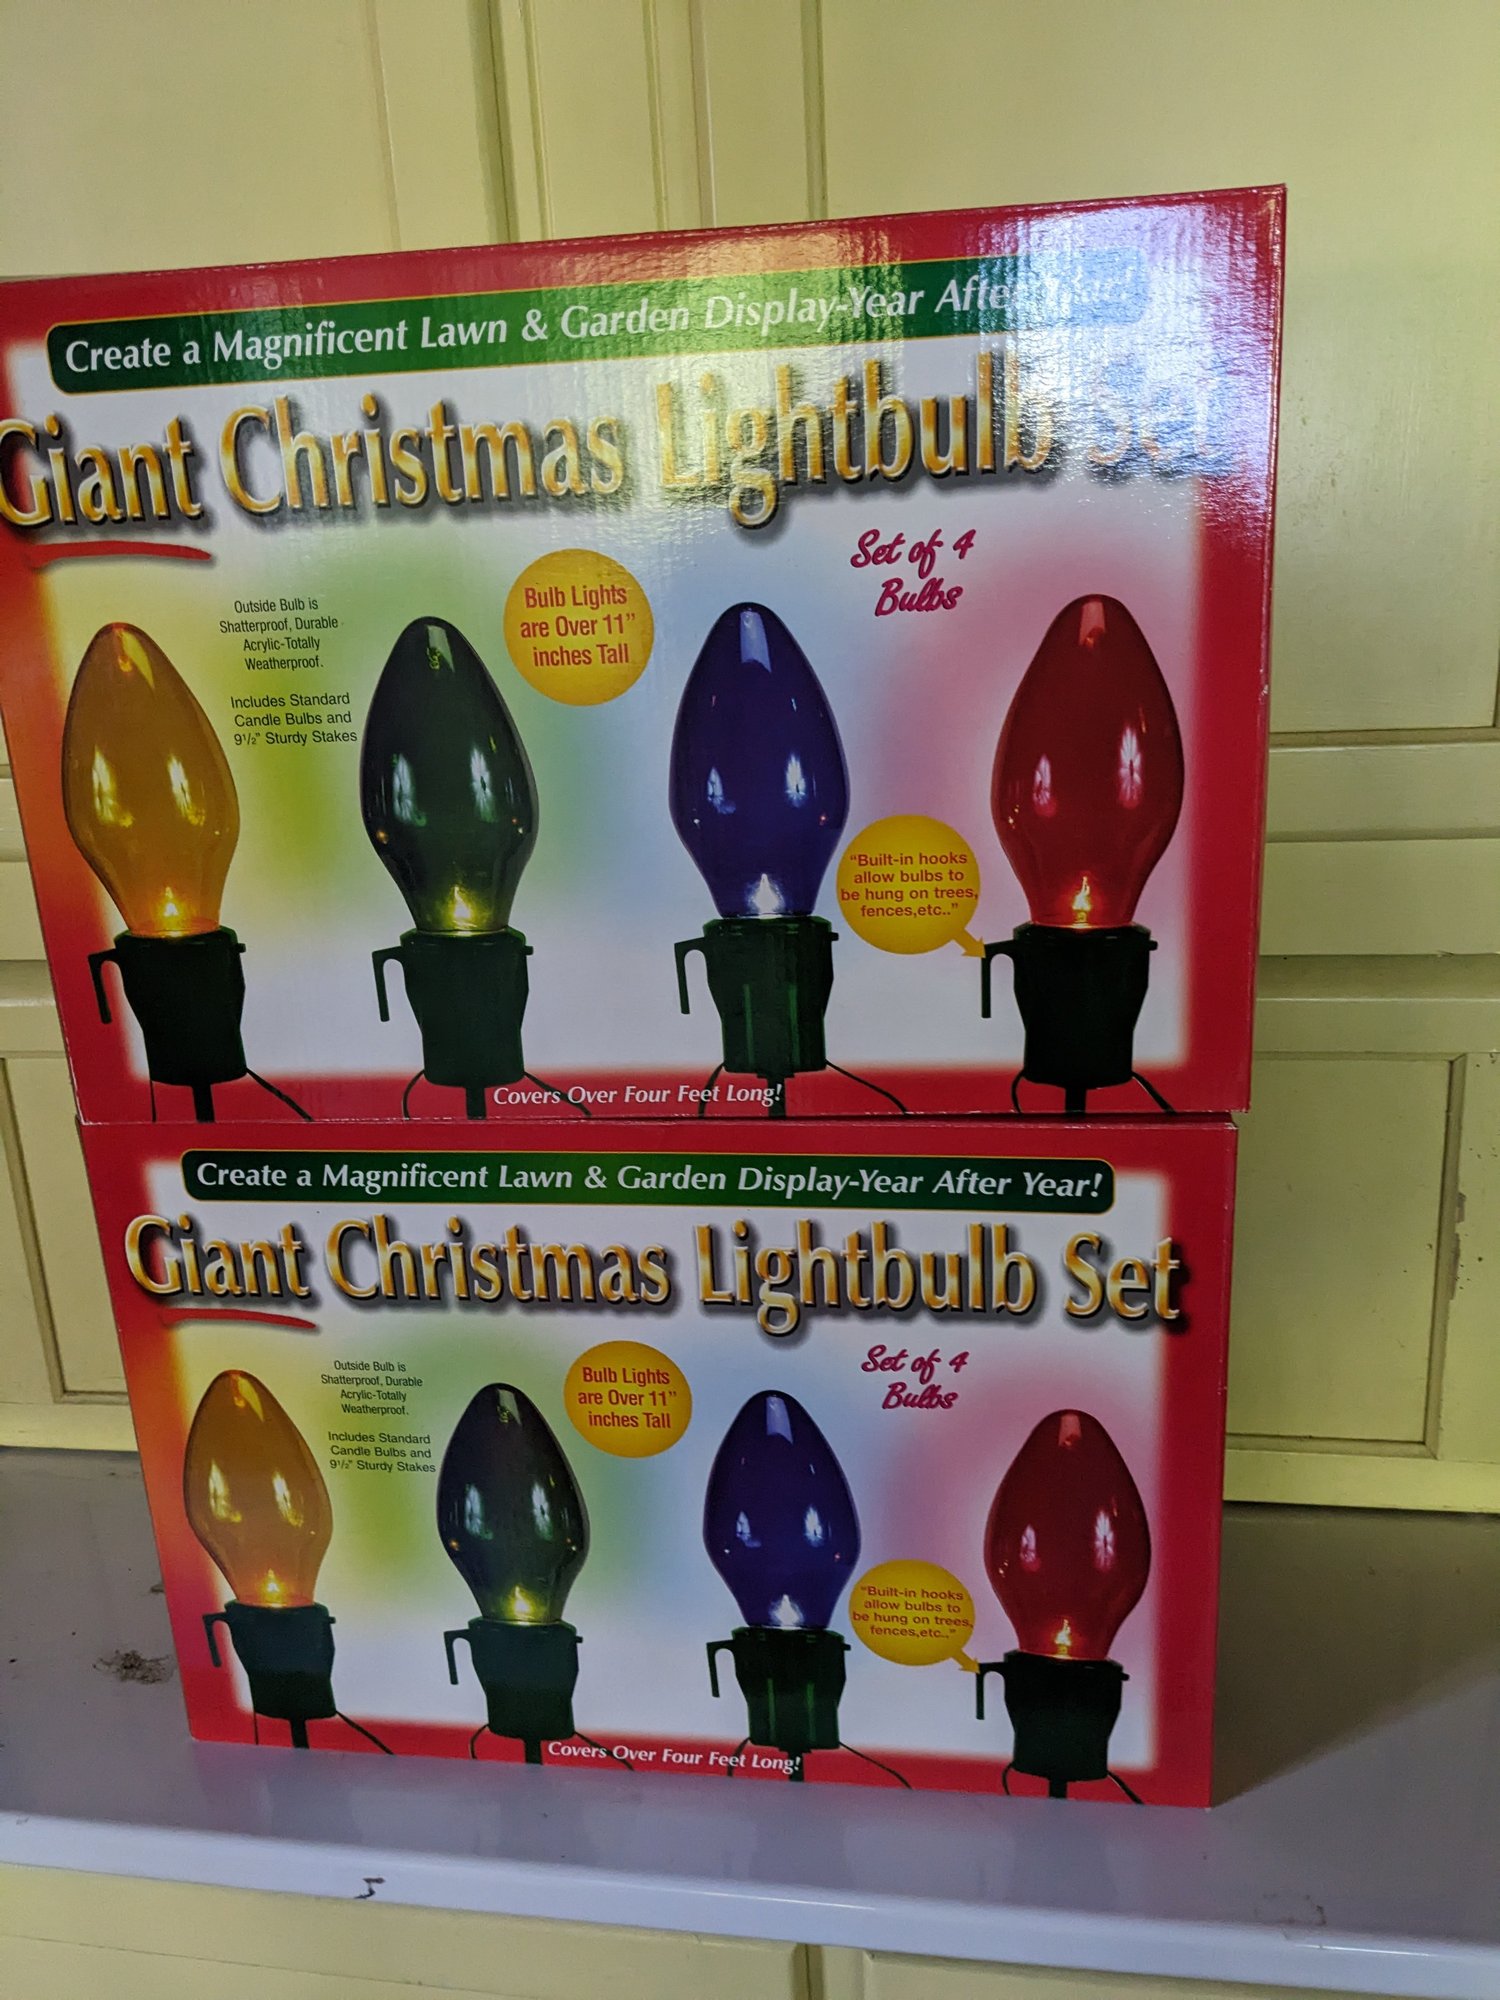 Create a Magnificent Lawn & Garden Display-Year After Year!
Giant Christmas Lightbulb Set
Set of 4
Bulbs
Outside Bulb is
Shatterproof, Durable
Acrylic-Totally
Weatherproof.
Includes Standard
Candle Bulbs and
9½" Sturdy Stakes
Bulb Lights
are Over 11"
inches Tall
"Built-in hooks
allow bulbs to
be hung on trees,
fences,etc.."
Covers Over Four Feet Long!
Create a Magnificent Lawn & Garden Display-Year After Year!
Giant Christmas Lightbulb Set
Set of 4
Bulbs
Outside Bulb is
Shatterproof, Durable
Acrylic-Totally
Weatherproof.
Includes Standard
Candle Bulbs and
9½" Sturdy Stakes
Bulb Lights
are Over 11"
inches Tall
"Built-in hooks
allow bulbs to
be hung on trees,
fences,etc.."
Covers Over Four Feet Long!